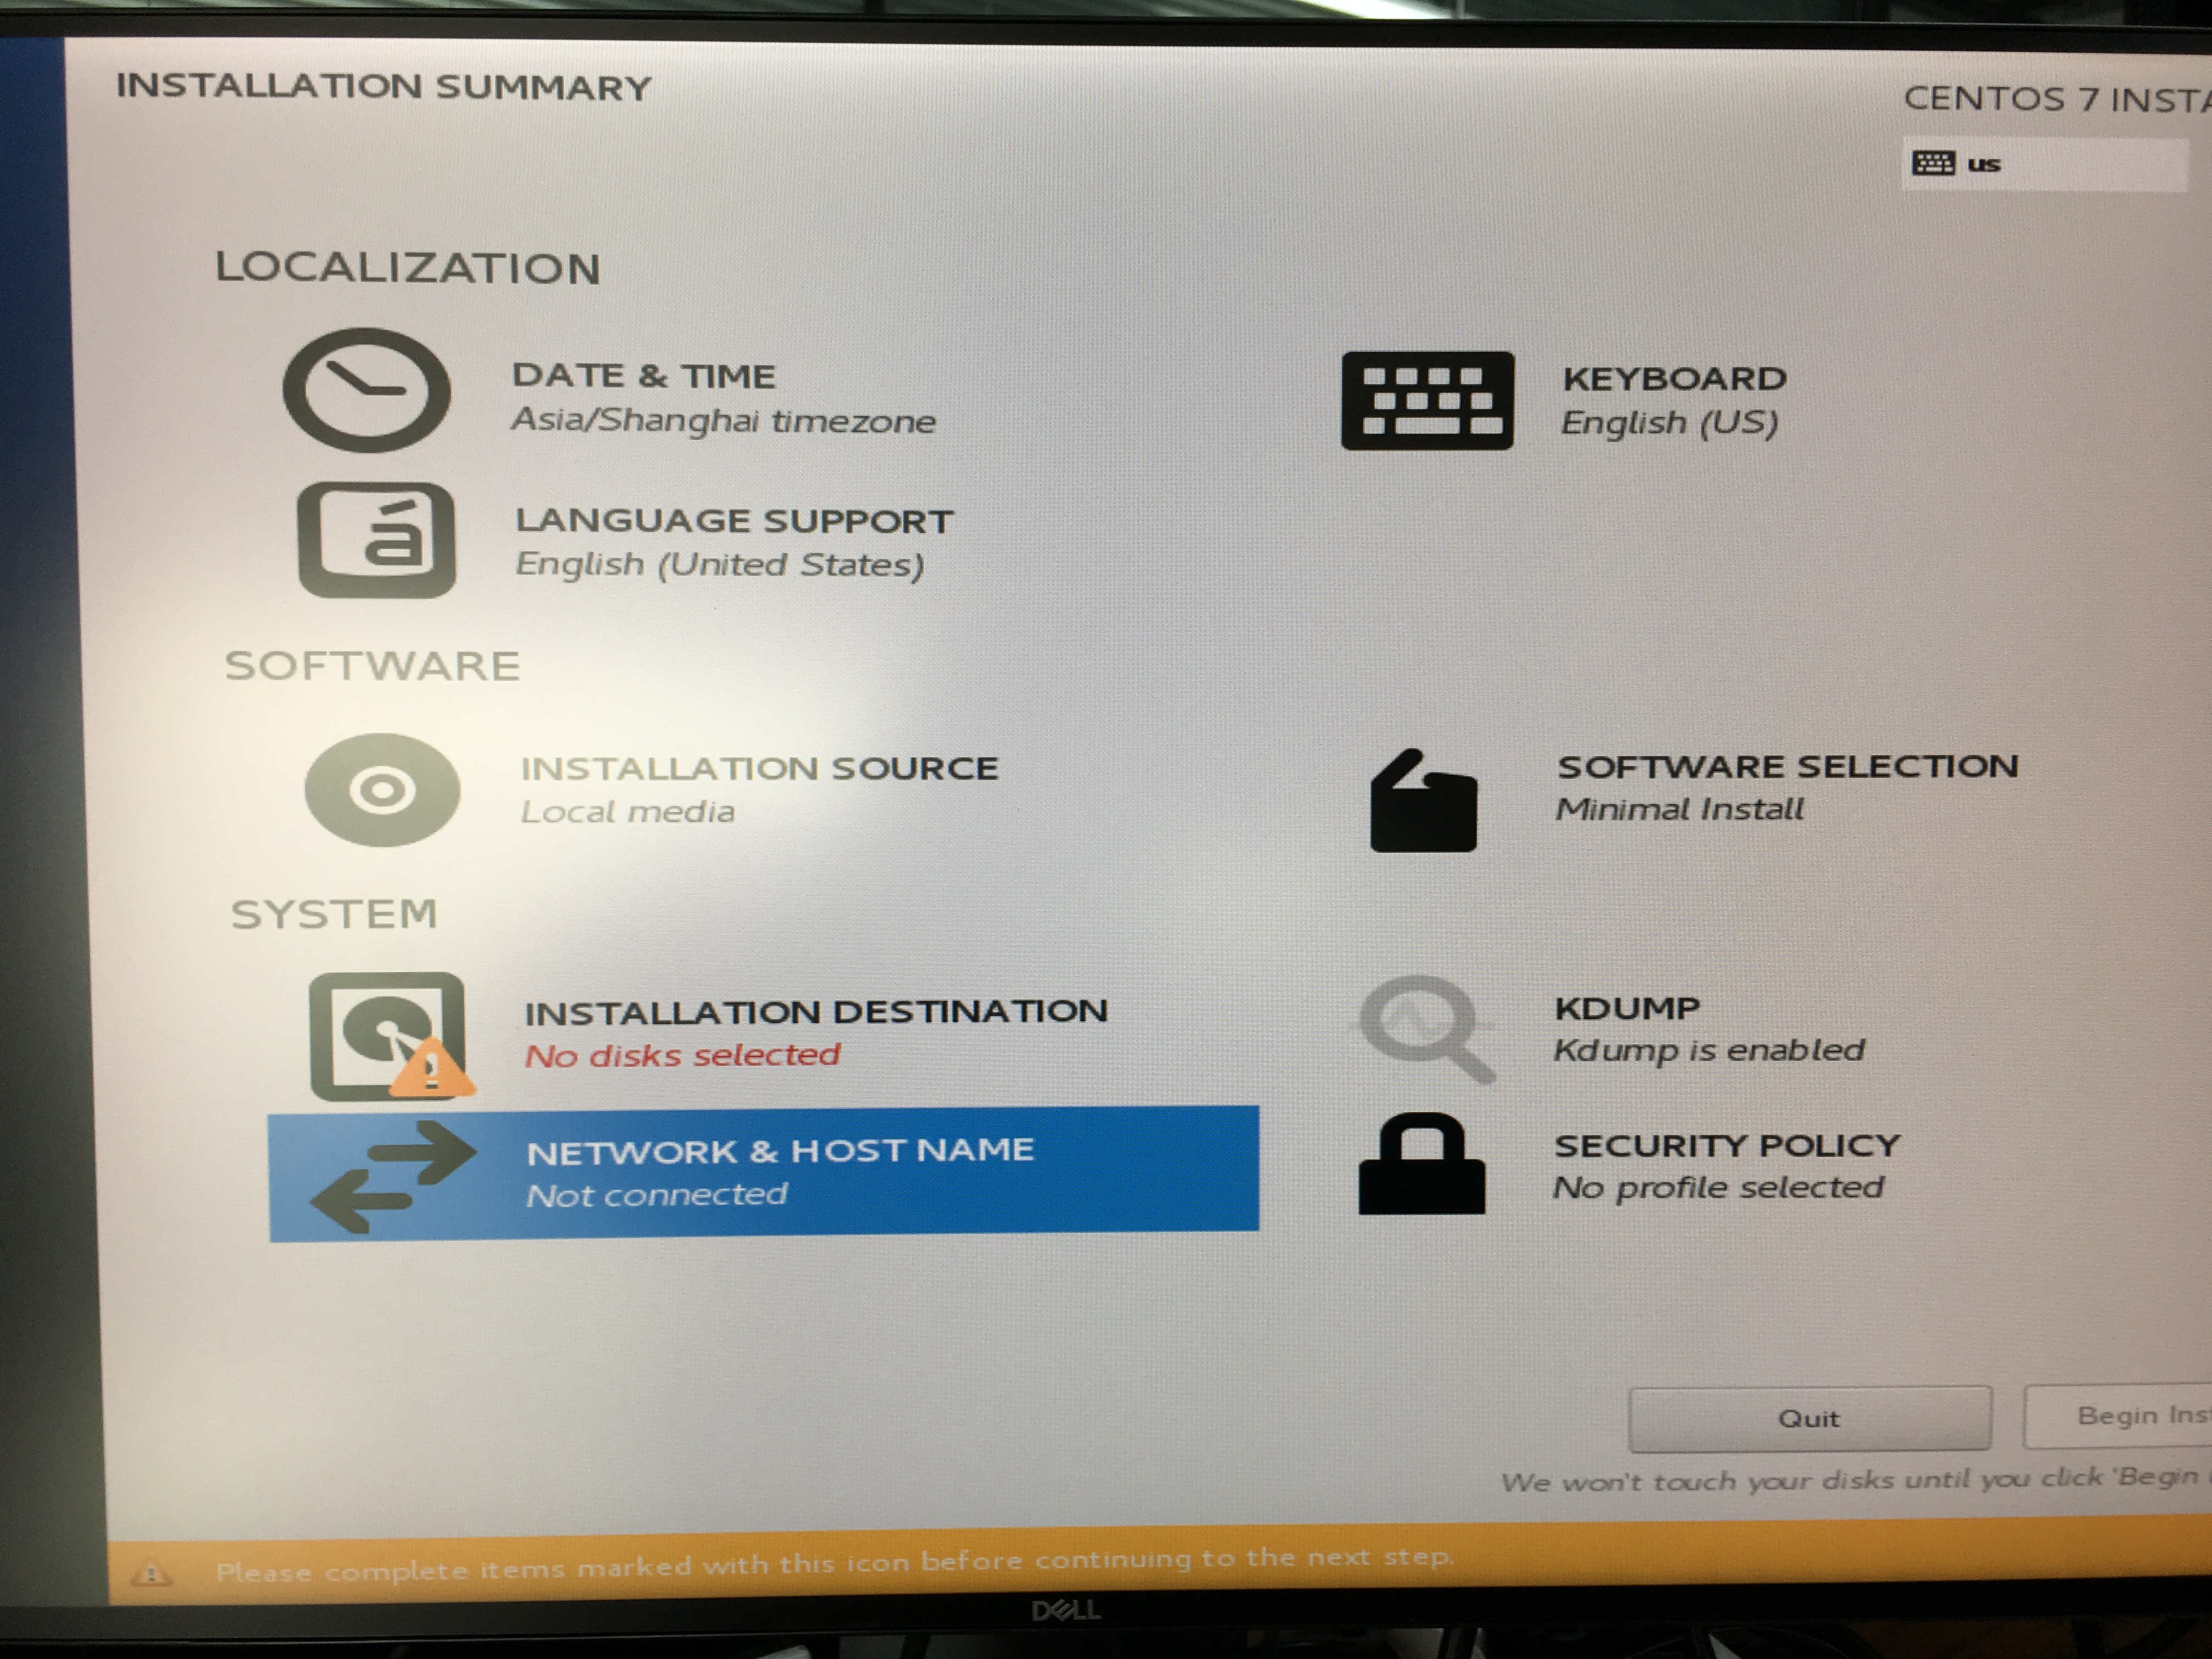 INSTALLATION SUMMARY
CENTOS 7 INSTA
us
LOCALIZATION
DATE & TIME
Asia/Shanghai timezone
KEYBOARD
English (US)
á
LANGUAGE SUPPORT
English (United States)
SOFTWARE
INSTALLATION SOURCE
Local media
SOFTWARE SELECTION
Minimal Install
SYSTEM
INSTALLATION DESTINATION
No disks selected
KDUMP
Kdump is enabled
NETWORK & HOST NAME
Not connected
SECURITY POLICY
No profile selected
Quit
Begin Ins
We won't touch your disks until you click 'Begin
Please complete items marked with this icon before continuing to the next step.
DELL